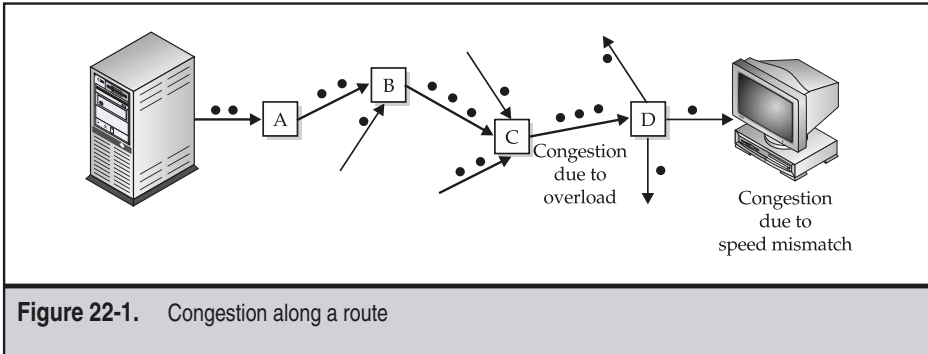 B
A
C
D
Congestion
due to
overload
Congestion
due to
speed mismatch
Figure 22-1. Congestion along a route